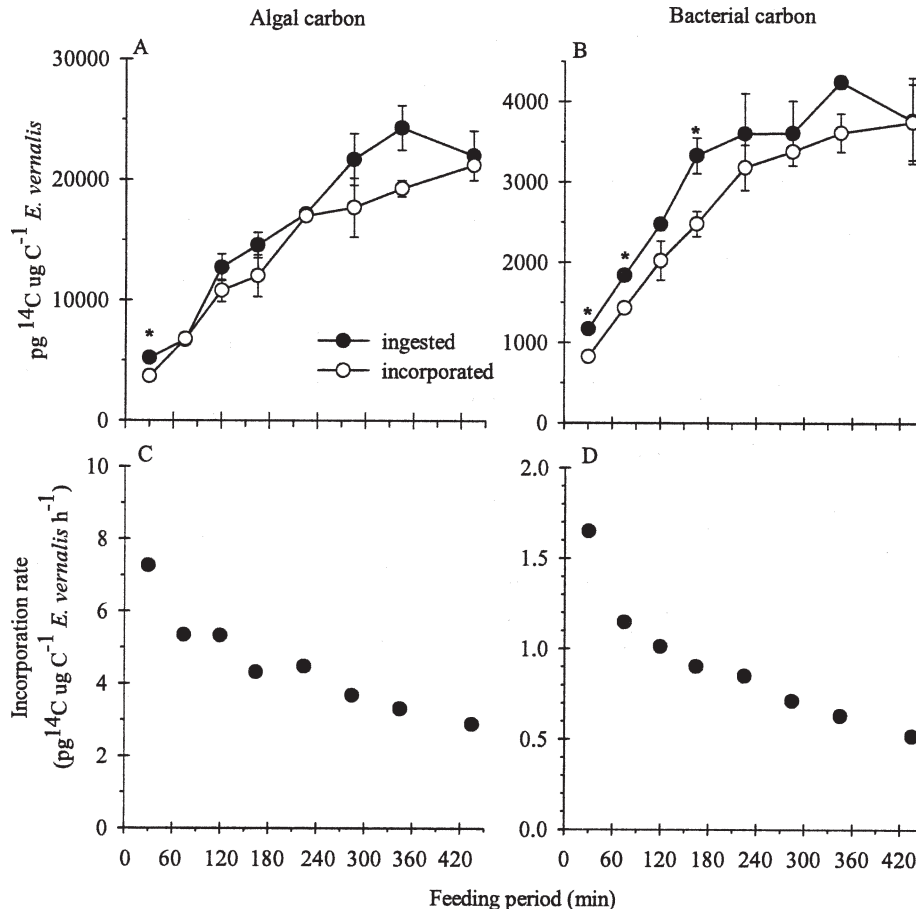 Algal carbon
Bacterial carbon
A
B
30000
20000
10000
0
4000
3000
2000
1000
0
pg 14C ug C-1 E. vernalis
*
* * *
ingested
incorporated
C
D
10
8
6
4
2
0
2.0
1.5
1.0
0.5
0.0
Incorporation rate
(pg14C ug C-1 E. vernalis h-1)
0 60 120 180 240 300 360 420
0 60 120 180 240 300 360 420
Feeding period (min)